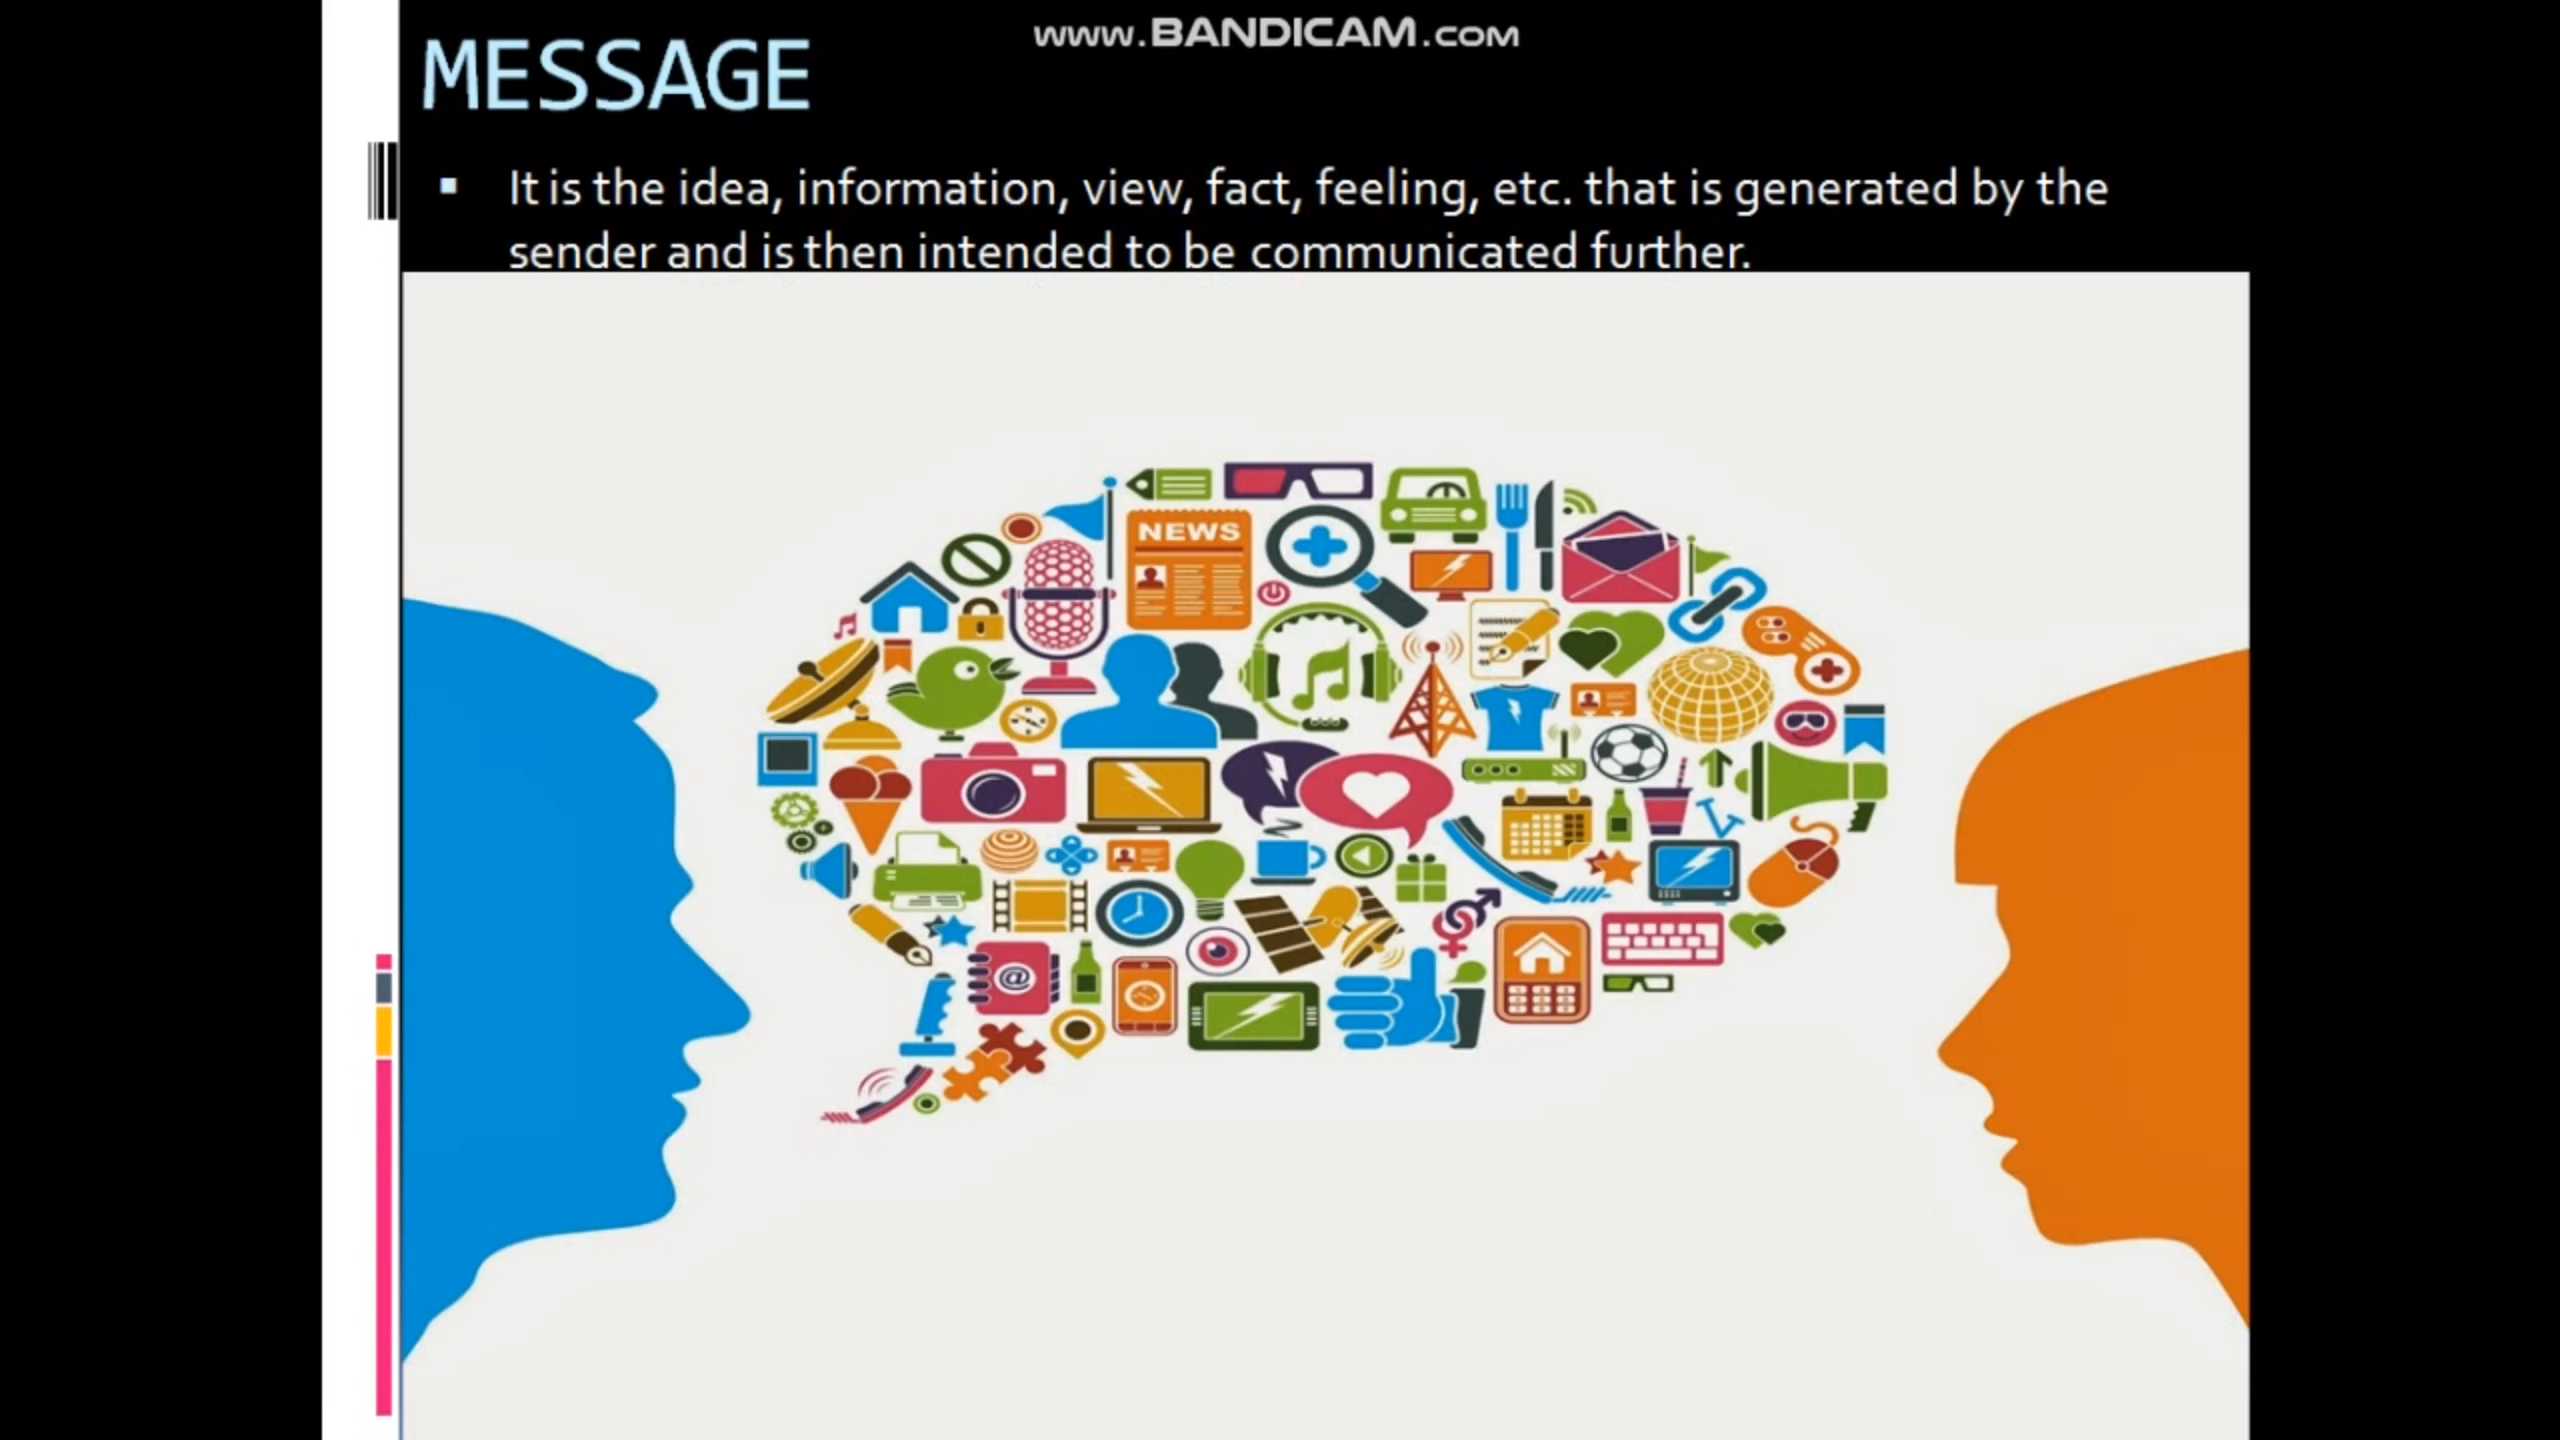 www.BANDICAM.com
MESSAGE
▪ It is the idea, information, view, fact, feeling, etc. that is generated by the
sender and is then intended to be communicated further.
NEWS
@